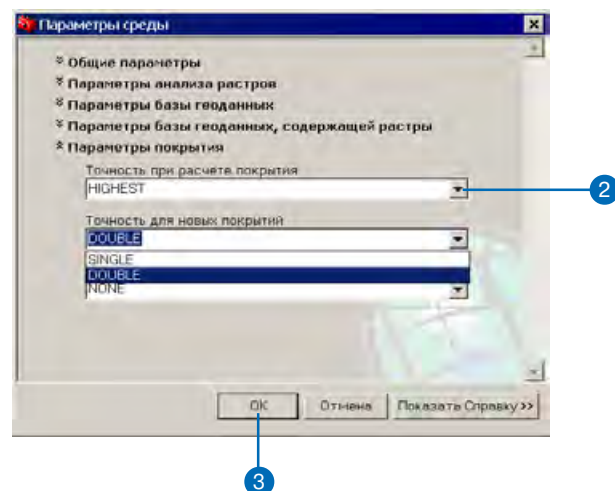 Параметры среды
Общие параметры
Параметры анализа растров
Параметры базы геоданных
Параметры базы геоданных, содержащей растры
Параметры покрытия
Точность при расчете покрытия
HIGHEST
2
Точность для новых покрытий
DOUBLE
SINGLE
DOUBLE
NONE
OK Отмена Показать Справку >>
3